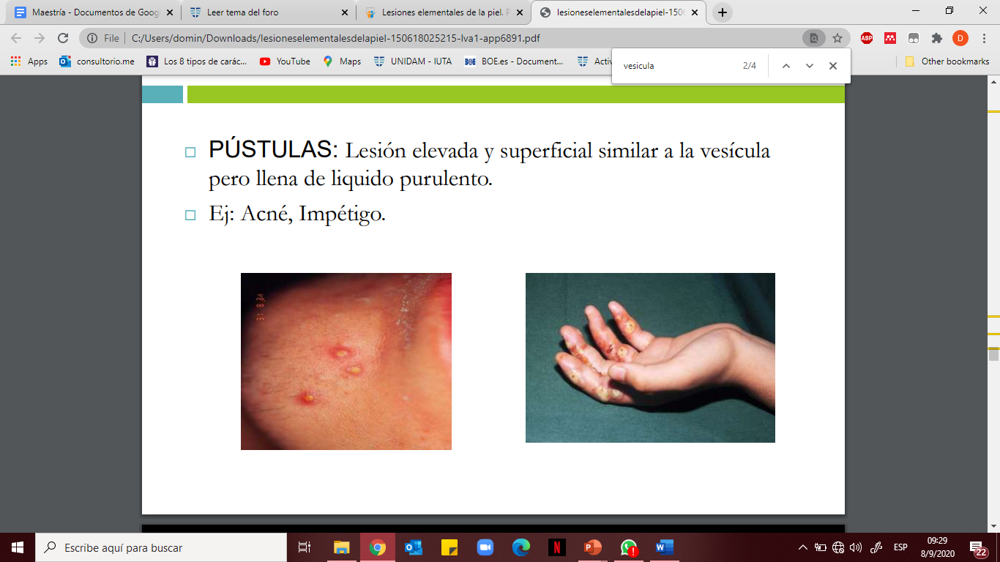 Maestría - Documentos de Goog
Leer tema del foro
Lesiones elementales de la piel. P
lesioneselementalesdelapiel-1506
File | C:/Users/domin/Downloads/lesioneselementalesdelapiel-150618025215-lva1-app6891.pdf
ABP
D
Apps
consultorio.me
Los 8 tipos de carác...
YouTube
Maps
UNIDAM - IUTA
BOE.es - Document...
Activ
Other bookmarks
vesicula
2/4
PÚSTULAS: Lesión elevada y superficial similar a la vesícula
pero llena de liquido purulento.
Ej: Acné, Impétigo.
Escribe aquí para buscar
N
ESP
09:29
8/9/2020
22